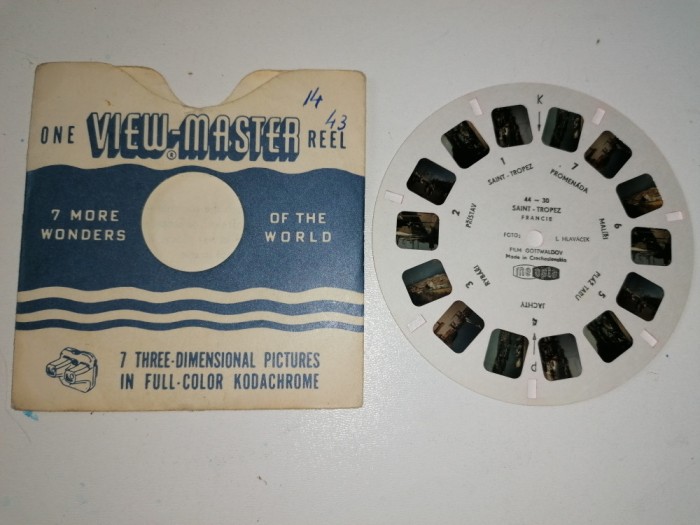 14
43
ONE VIEW-MASTER REEL
7 MORE WONDERS
OF THE WORLD
7 THREE-DIMENSIONAL PICTURES
IN FULL-COLOR KODACHROME
K
1
SAINT - TROPEZ
2
PŘÍSTAV
3
RYBÁŘI
4
JACHTY
5
PLÁŽ TAHU
6
MALÍŘI
7
PROMENÁDA
44 — 30
SAINT - TROPEZ
FRANCIE
FOTO: L. HLAVÁČEK
FILM GOTTWALDOV
Made in Czechoslovakia
P